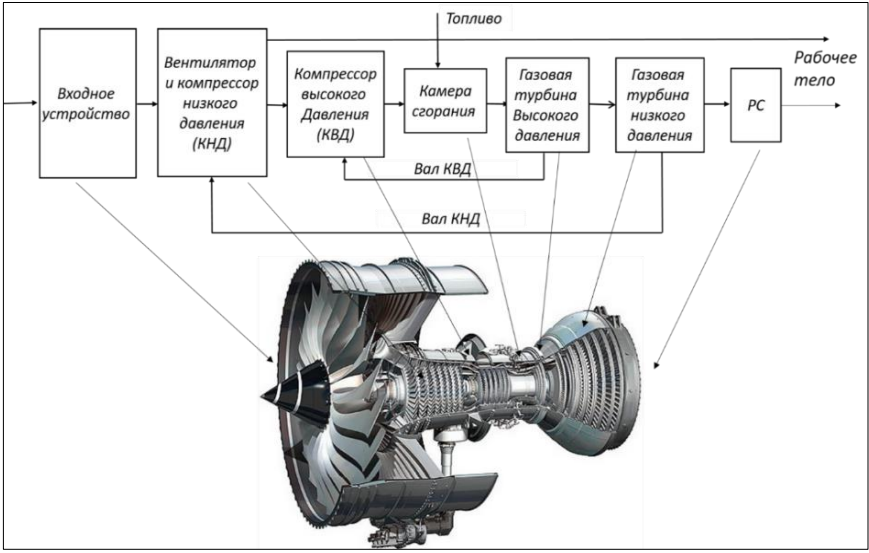 Топливо
Входное
устройство
Вентилятор
и компрессор
низкого
давления
(КНД)
Компрессор
высокого
Давления
(КВД)
Камера
сгорания
Газовая
турбина
Высокого
давления
Газовая
турбина
низкого
давления
РС
Рабочее
тело
Вал КВД
Вал КНД